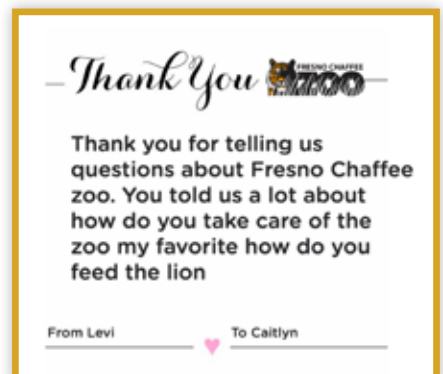 Thank You FRESNO CHAFFEE ZOO
Thank you for telling us
questions about Fresno Chaffee
zoo. You told us a lot about
how do you take care of the
zoo my favorite how do you
feed the lion
From Levi To Caitlyn